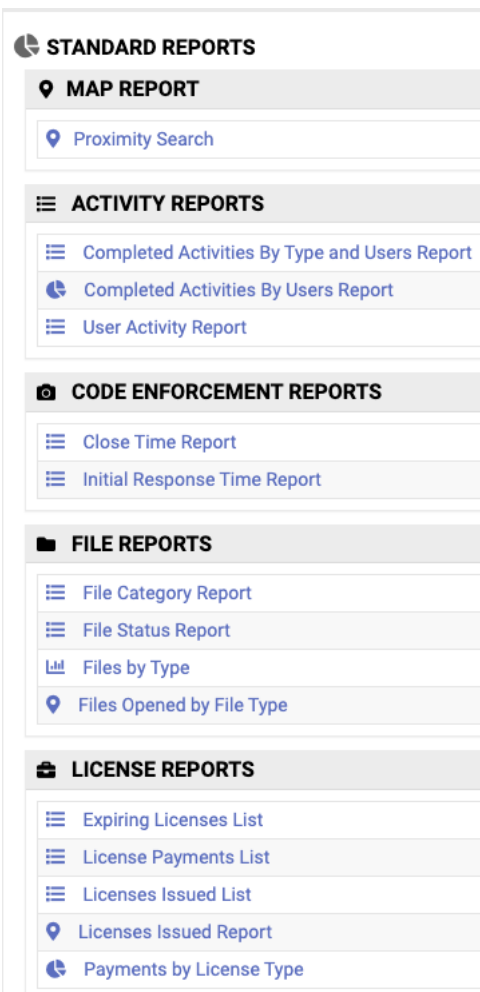 STANDARD REPORTS
MAP REPORT
Proximity Search
ACTIVITY REPORTS
Completed Activities By Type and Users Report
Completed Activities By Users Report
User Activity Report
CODE ENFORCEMENT REPORTS
Close Time Report
Initial Response Time Report
FILE REPORTS
File Category Report
File Status Report
Files by Type
Files Opened by File Type
LICENSE REPORTS
Expiring Licenses List
License Payments List
Licenses Issued List
Licenses Issued Report
Payments by License Type